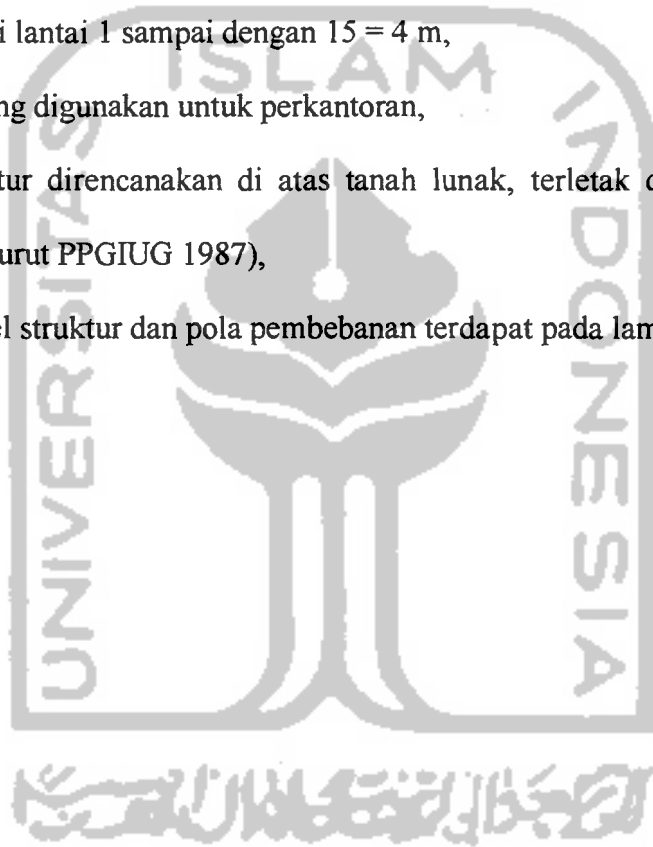 i lantai 1 sampai dengan 15 = 4 m,
ng digunakan untuk perkantoran,
tur direncanakan di atas tanah lunak, terletak d
urut PPGIUG 1987),
el struktur dan pola pembebanan terdapat pada lam
ISLAM
UNIVERSITAS
INDONESIA